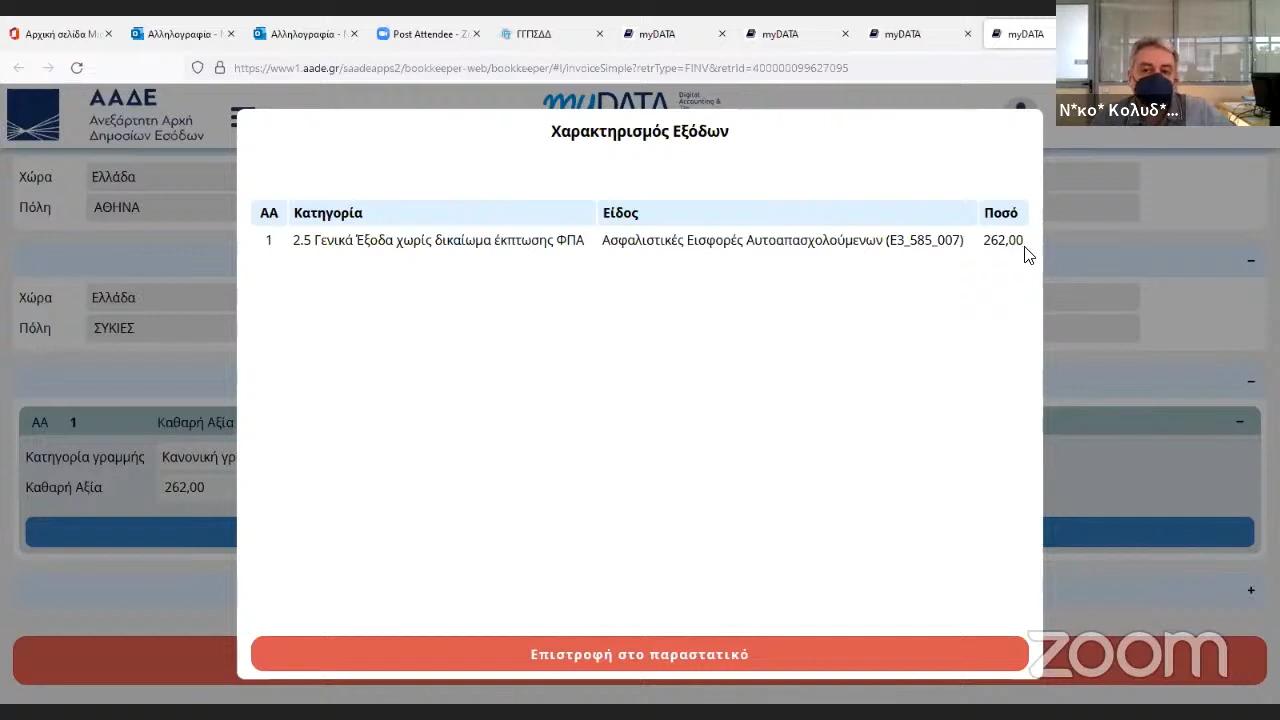 Αρχική σελίδα Mi
Αλληλογραφία - 
Αλληλογραφία - 
Post Attendee - Z
ΓΓΠΣΔΔ
myDATA
myDATA
myDATA
myDATA
https://www1.aade.gr/saadeapps2/bookkeeper-web/bookkeeper/#!/invoiceSimple?retrType=FINV&retrId=400000099627095
Ν*κο* Κολυδ*...
ΑΑΔΕ
Ανεξάρτητη Αρχή
Δημοσίων Εσόδων
myDATA
Digital
Accounting &
Χαρακτηρισμός Εξόδων
Χώρα Ελλάδα
Πόλη ΑΘΗΝΑ
ΑΑ Κατηγορία Είδος Ποσό
1 2.5 Γενικά Έξοδα χωρίς δικαίωμα έκπτωσης ΦΠΑ Ασφαλιστικές Εισφορές Αυτοαπασχολούμενων (E3_585_007) 262,00
Χώρα Ελλάδα
Πόλη ΣΥΚΙΕΣ
ΑΑ 1 Καθαρή Αξία
Κατηγορία γραμμής Κανονική γρ
Καθαρή Αξία 262,00
Επιστροφή στο παραστατικό
zoom